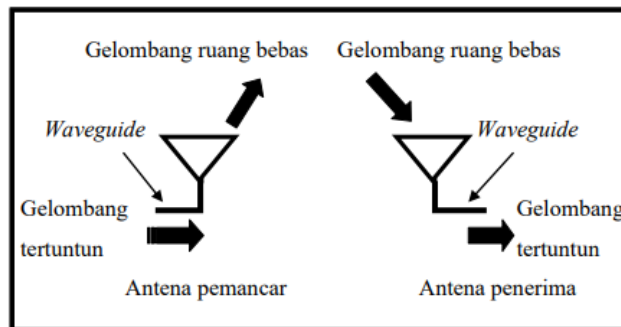 Gelombang ruang bebas
Gelombang ruang bebas
Waveguide
Waveguide
Gelombang
tertuntun
Gelombang
tertuntun
Antena pemancar
Antena penerima